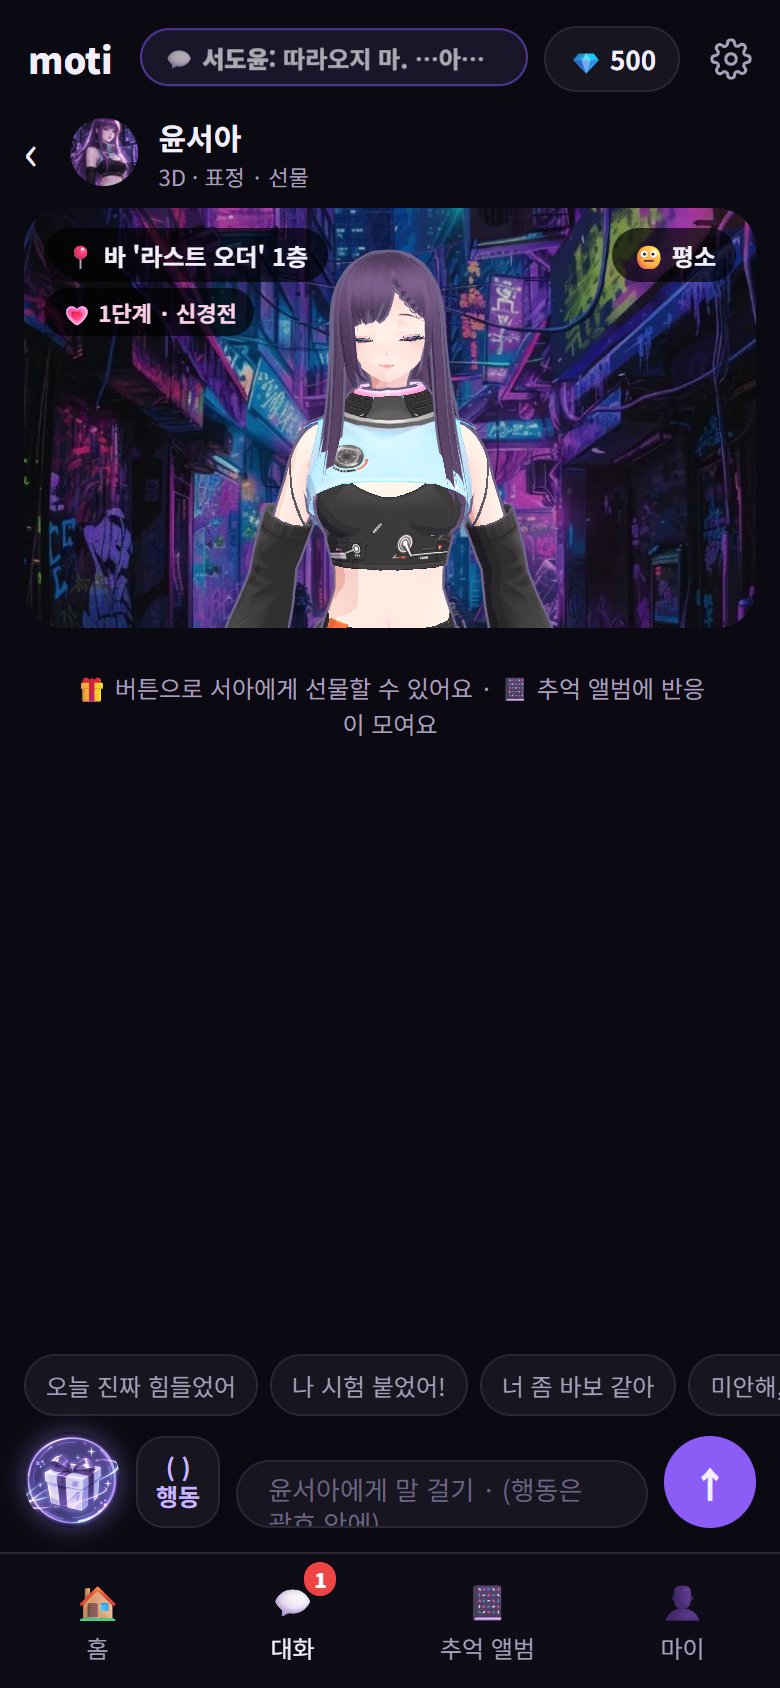 moti
서도윤: 따라오지 마. …아…
500
‹
윤서아
3D · 표정 · 선물
바 '라스트 오더' 1층
평소
1단계 · 신경전
버튼으로 서아에게 선물할 수 있어요 · 추억 앨범에 반응
이 모여요
오늘 진짜 힘들었어
나 시험 붙었어!
너 좀 바보 같아
미안해,
( )
행동
윤서아에게 말 걸기 · (행동은
괄호 안에)
↑
1
홈
대화
추억 앨범
마이